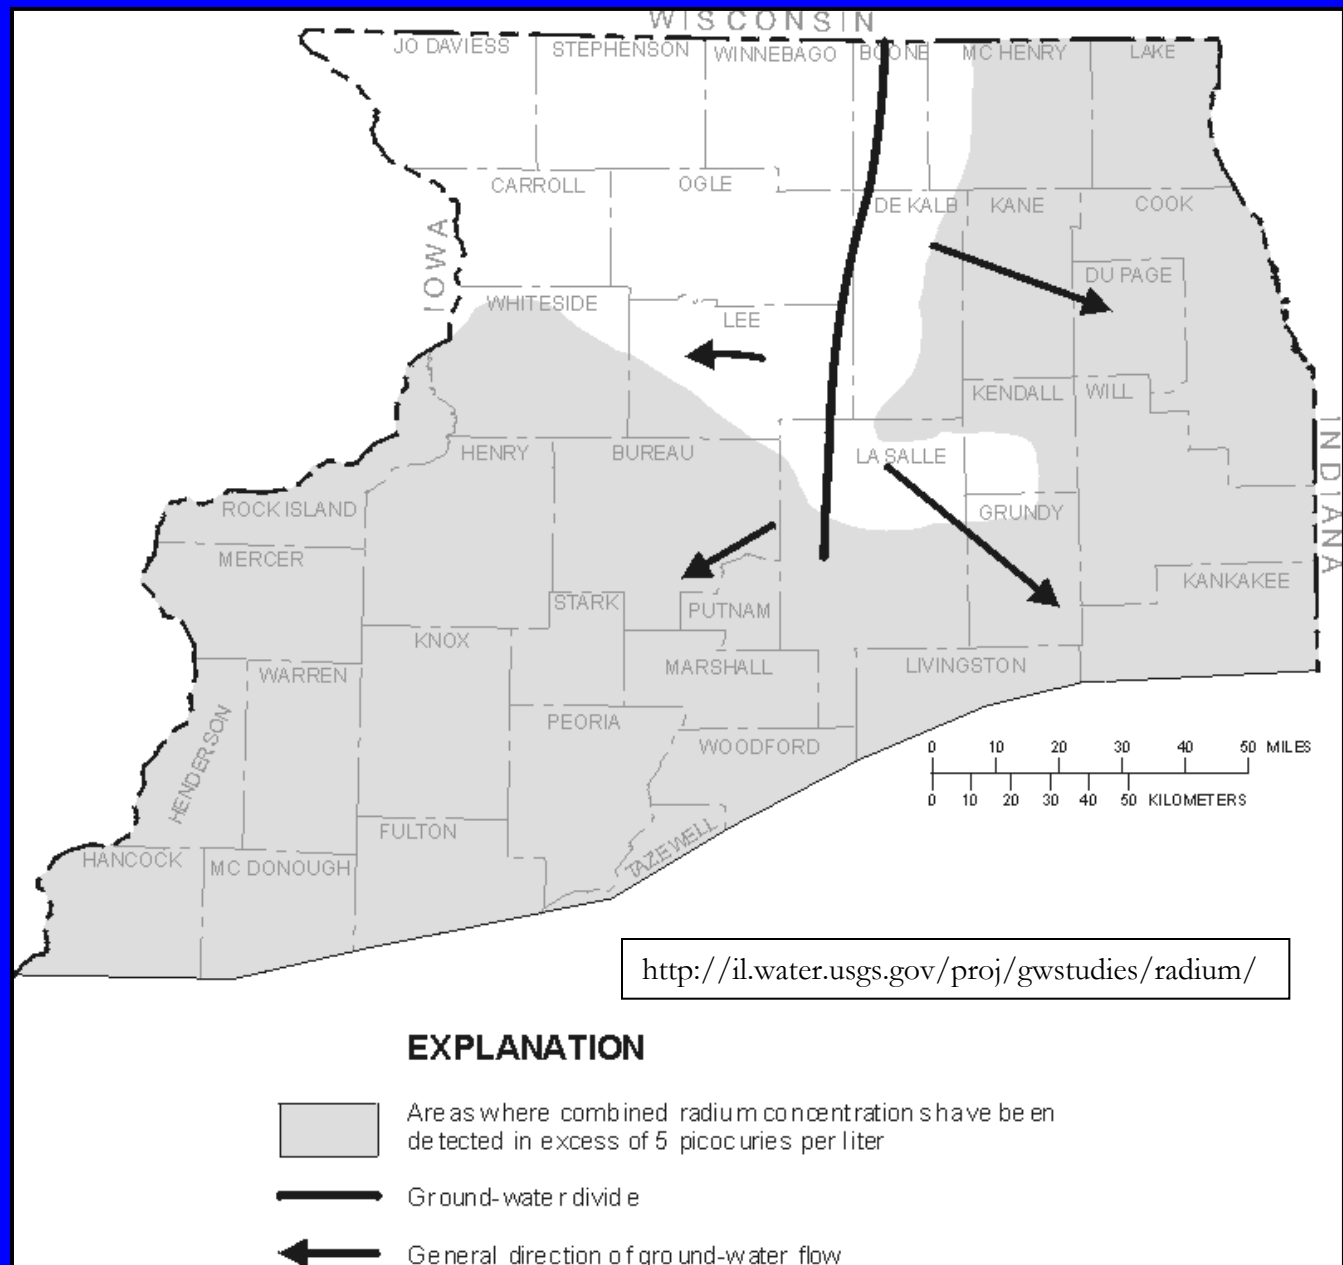 WISCONSIN
JO DAVIESS
STEPHENSON
WINNEBAGO
BOONE
MC HENRY
LAKE
CARROLL
OGLE
DE KALB
KANE
COOK
IOWA
DU PAGE
WHITESIDE
LEE
KENDALL
WILL
INDIANA
HENRY
BUREAU
LA SALLE
ROCK ISLAND
GRUNDY
MERCER
KANKAKEE
STARK
PUTNAM
KNOX
WARREN
MARSHALL
LIVINGSTON
HENDERSON
PEORIA
WOODFORD
0 10 20 30 40 50 MILES
0 10 20 30 40 50 KILOMETERS
FULTON
TAZEWELL
HANCOCK
MC DONOUGH
http://il.water.usgs.gov/proj/gwstudies/radium/
EXPLANATION
Areas where combined radium concentrations have been
detected in excess of 5 picocuries per liter
Ground-water divide
General direction of ground-water flow